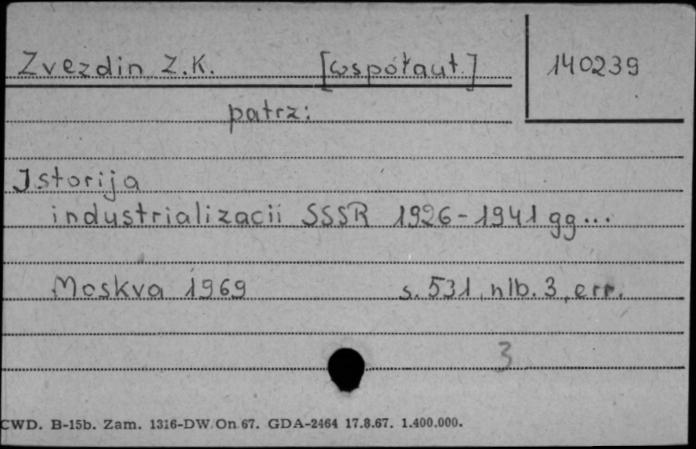 Zvezdin Z.K. [współaut.] 140239
patrz:
Istorija
industrializacii SSSR 1926-1941 gg...
Moskva 1969 s. 531, nlb. 3, err.
3
CWD. B-15b. Zam. 1316-DW/On 67. GDA-2464 17.8.67. 1.400.000.